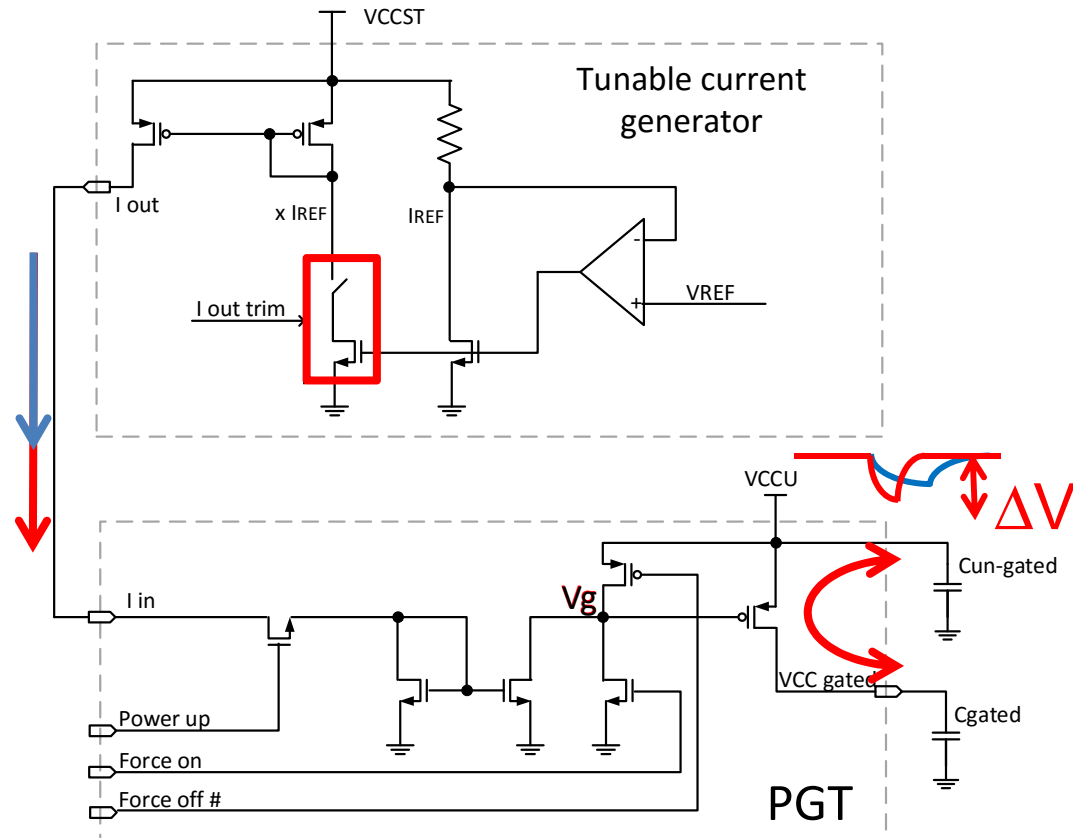 VCCST
Tunable current
generator
I out
x IREF
IREF
-
+
VREF
I out trim
VCCU
ΔV
Cun-gated
I in
Vg
VCC gated
Cgated
Power up
Force on
Force off #
PGT